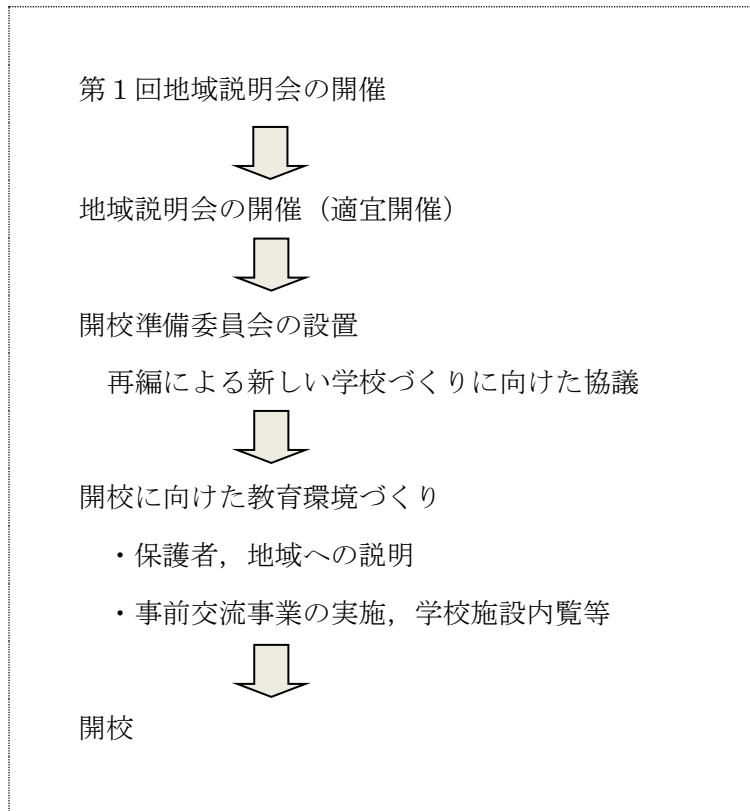 第１回地域説明会の開催
地域説明会の開催（適宜開催）
開校準備委員会の設置
再編による新しい学校づくりに向けた協議
開校に向けた教育環境づくり
・保護者，地域への説明
・事前交流事業の実施，学校施設内覧等
開校